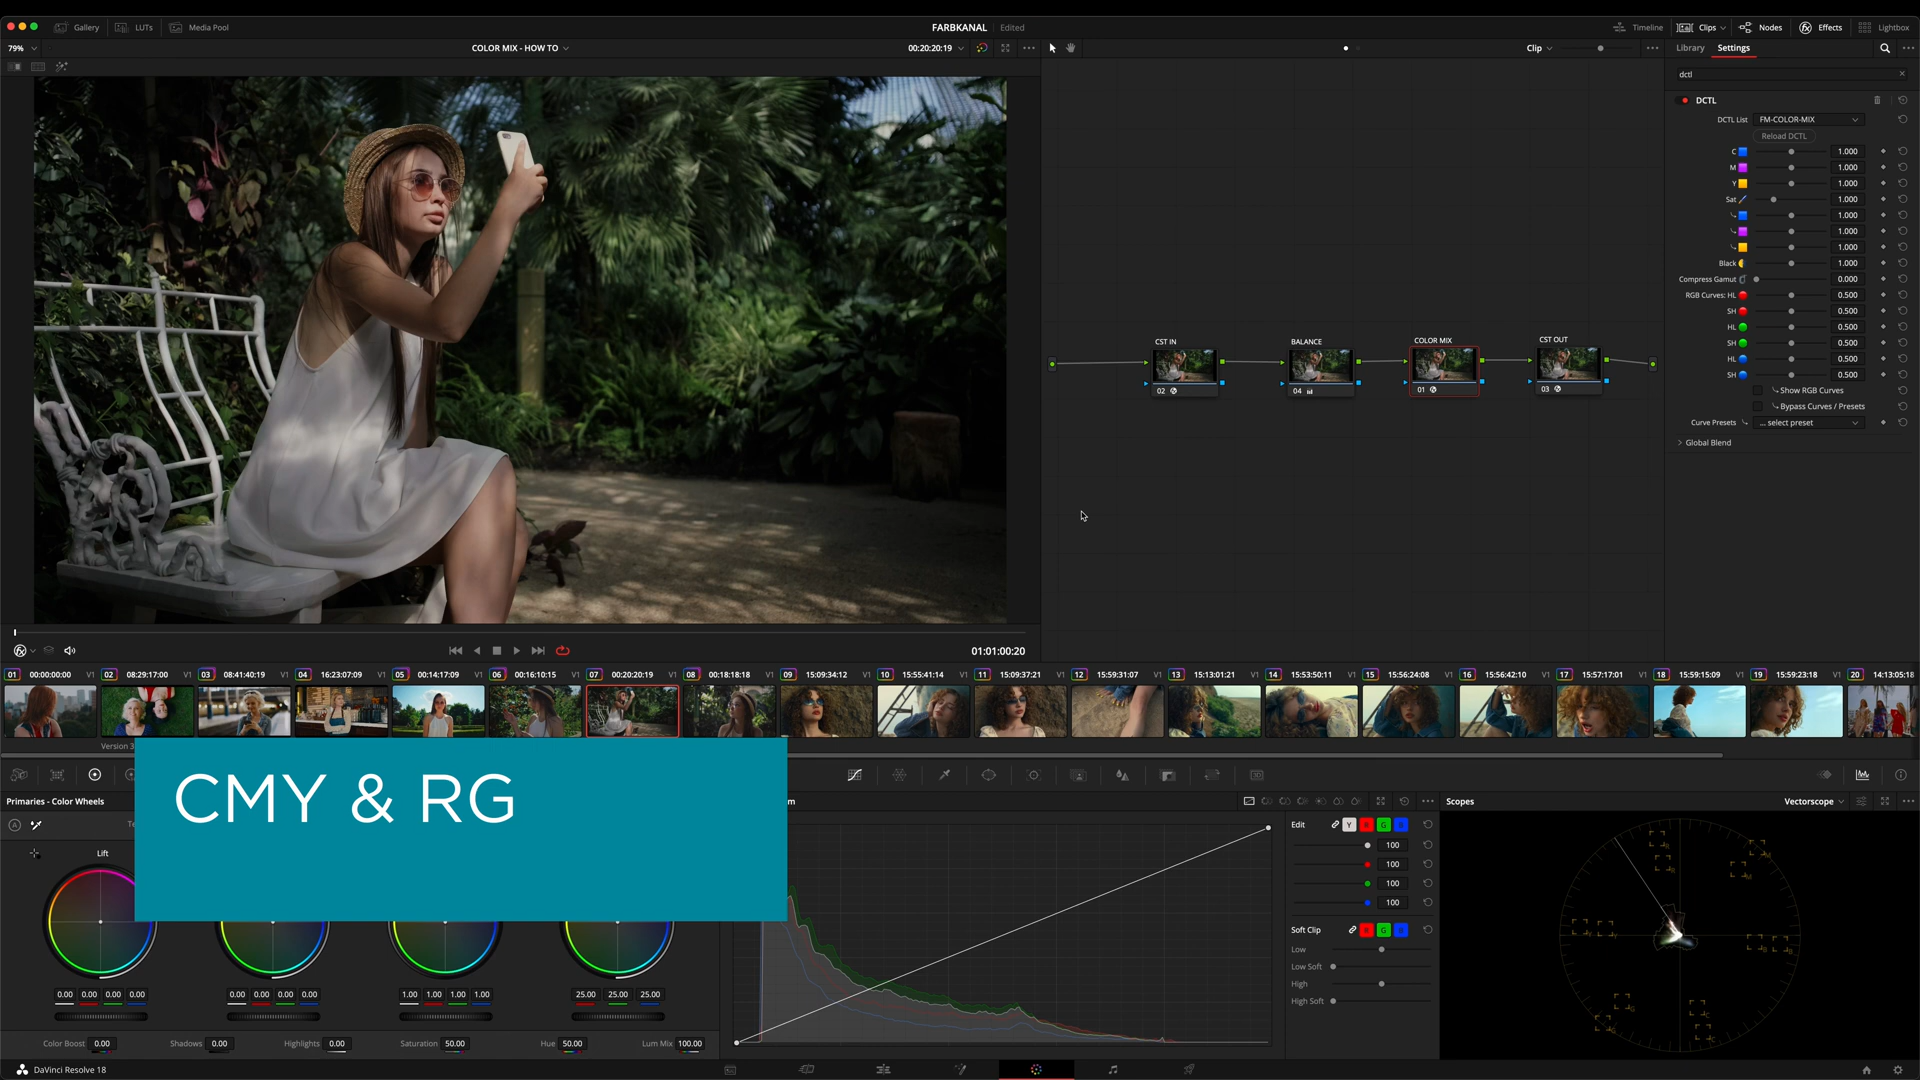 Gallery LUTs Media Pool FARBKANAL Edited Timeline Clips Nodes Effects Lightbox
79% COLOR MIX - HOW TO 00:20:20:19 Clip Library Settings
dctl
DCTL
DCTL List FM-COLOR-MIX
Reload DCTL
C 1.000
M 1.000
Y 1.000
Sat 1.000
1.000
1.000
1.000
Black 1.000
Compress Gamut 0.000
RGB Curves: HL 0.500
SH 0.500
HL 0.500
SH 0.500
HL 0.500
SH 0.500
Show RGB Curves
Bypass Curves / Presets
Curve Presets ... select preset
Global Blend
CST IN BALANCE COLOR MIX CST OUT
02 04 01 03
01:01:00:20
01 00:00:00:00 V1 02 08:29:17:00 V1 03 08:41:40:19 V1 04 16:23:07:09 V1 05 00:14:17:09 V1 06 00:16:10:15 V1 07 00:20:20:19 V1 08 00:18:18:18 V1 09 15:09:34:12 V1 10 15:55:41:14 V1 11 15:09:37:21 V1 12 15:59:31:07 V1 13 15:13:01:21 V1 14 15:53:50:11 V1 15 15:56:24:08 V1 16 15:56:42:10 V1 17 15:57:17:01 V1 18 15:59:15:09 V1 19 15:59:23:18 V1 20 14:13:05:18
Version 3
CMY & RG
Primaries - Color Wheels
Lift
0.00 0.00 0.00 0.00 0.00 0.00 0.00 0.00 1.00 1.00 1.00 1.00 25.00 25.00 25.00
Color Boost 0.00 Shadows 0.00 Highlights 0.00 Saturation 50.00 Hue 50.00 Lum Mix 100.00
Edit Y R G B
100
100
100
100
Soft Clip R G B
Low
Low Soft
High
High Soft
Scopes Vectorscope
DaVinci Resolve 18